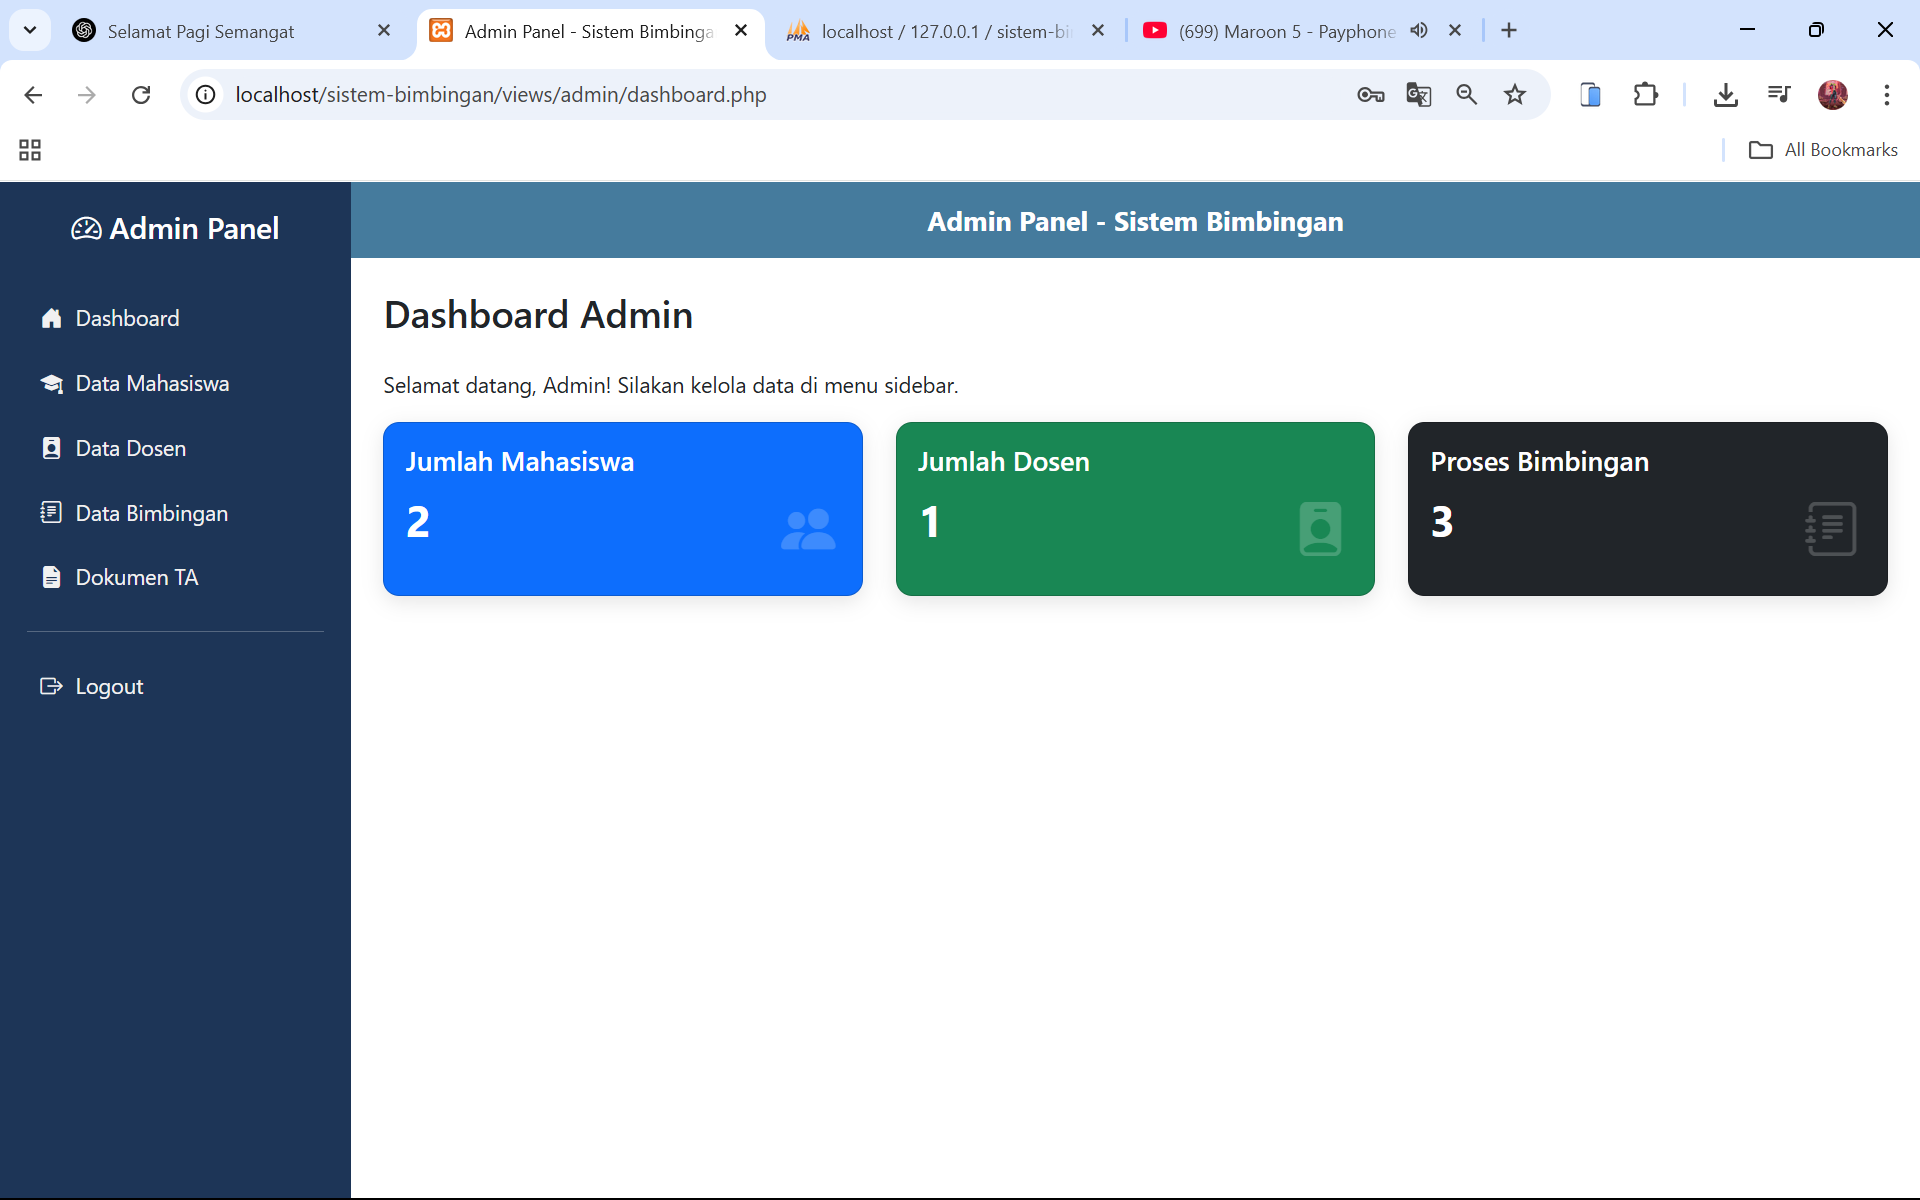 Selamat Pagi Semangat
Admin Panel - Sistem Bimbinga
PMA
localhost / 127.0.0.1 / sistem-bi
(699) Maroon 5 - Payphone
localhost/sistem-bimbingan/views/admin/dashboard.php
All Bookmarks
Admin Panel
Dashboard
Data Mahasiswa
Data Dosen
Data Bimbingan
Dokumen TA
Logout
Admin Panel - Sistem Bimbingan
Dashboard Admin
Selamat datang, Admin! Silakan kelola data di menu sidebar.
Jumlah Mahasiswa
2
Jumlah Dosen
1
Proses Bimbingan
3